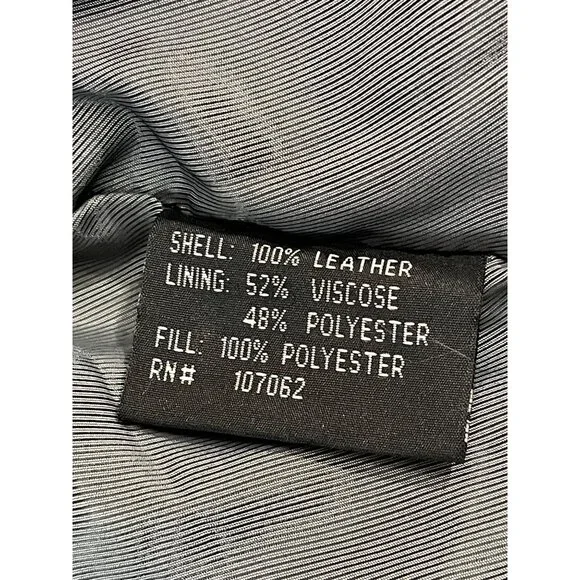 SHELL: 100% LEATHER
LINING: 52% VISCOSE
48% POLYESTER
FILL: 100% POLYESTER
RN# 107062